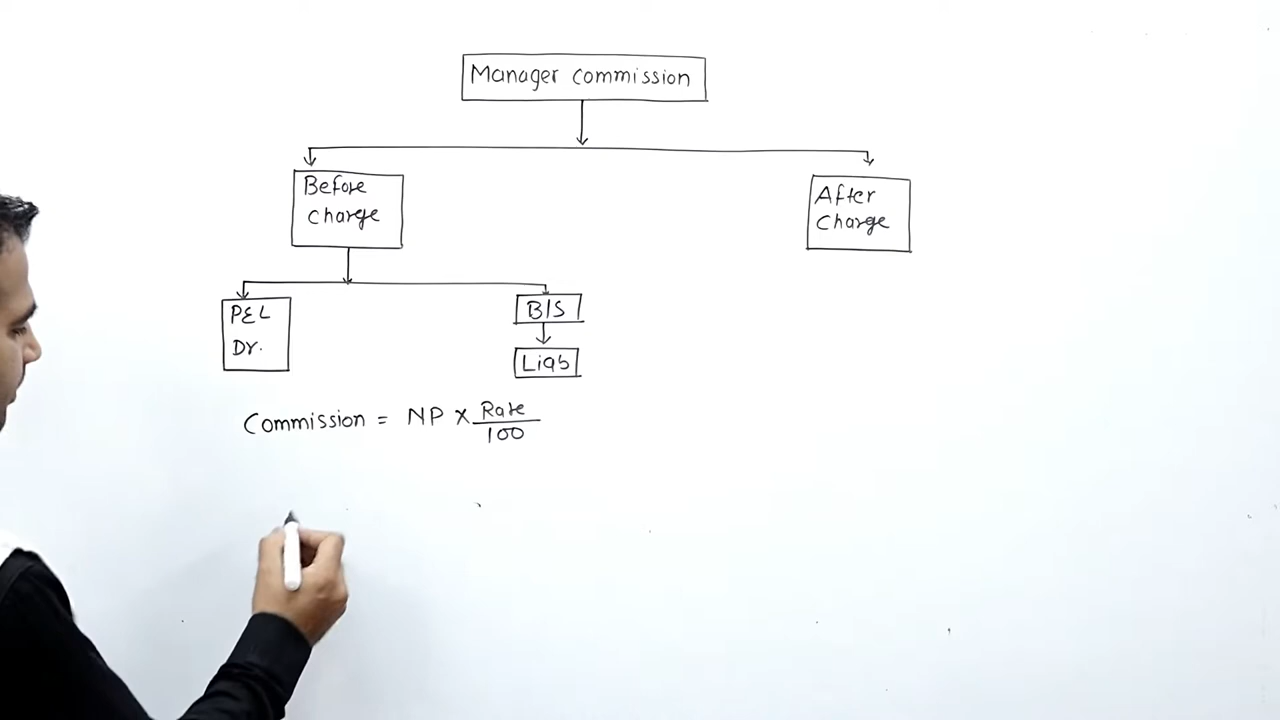 Manager commission
Before
charge
After
Charge
P&L
Dr.
B/S
Liab
Commission = NP × Rate
100